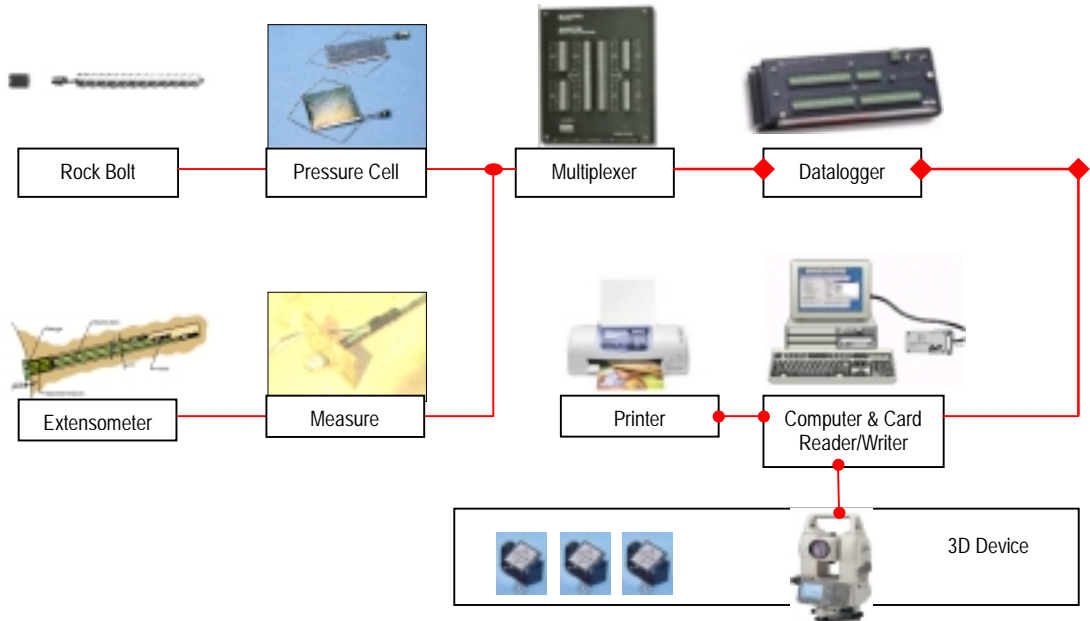 Rock Bolt
Pressure Cell
Multiplexer
Datalogger
Extensometer
Measure
Printer
Computer & Card
Reader/Writer
3D Device